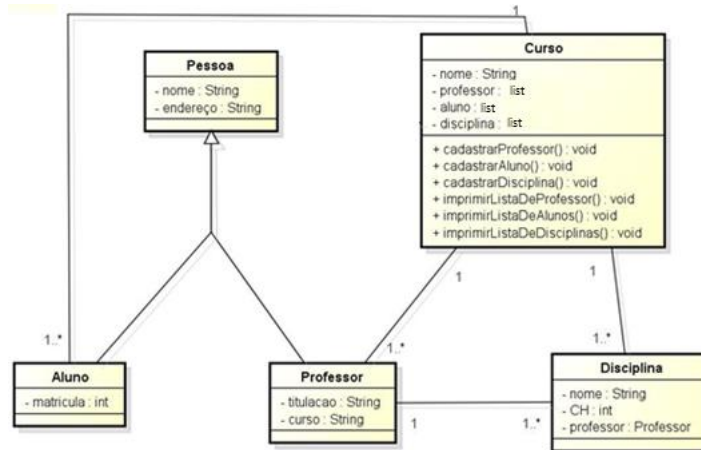 1
Curso
- nome : String
- professor : list
- aluno : list
- disciplina : list
+ cadastrarProfessor() : void
+ cadastrarAluno() : void
+ cadastrarDisciplina() : void
+ imprimirListaDeProfessor() : void
+ imprimirListaDeAlunos() : void
+ imprimirListaDeDisciplinas() : void
Pessoa
- nome : String
- endereço : String
1
1
1..*
1..*
1..*
Aluno
- matricula : int
Professor
- titulacao : String
- curso : String
1
1..*
Disciplina
- nome : String
- CH : int
- professor : Professor